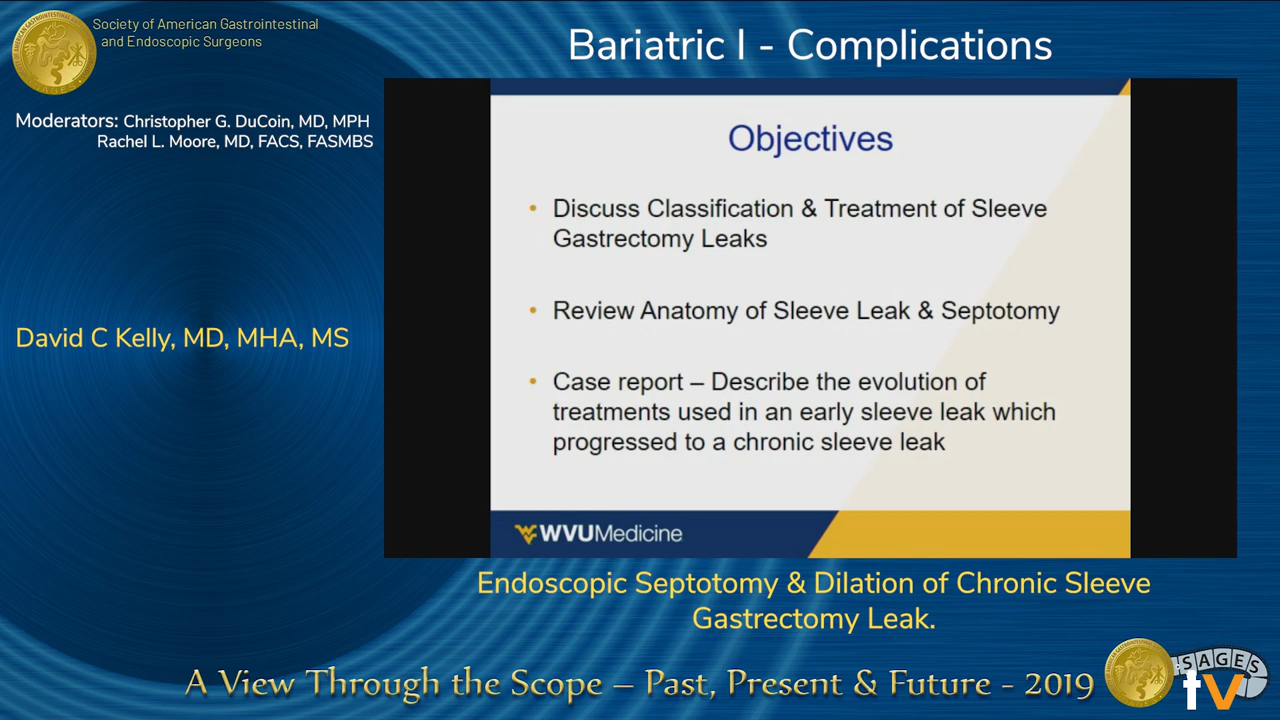 Society of American Gastrointestinal
and Endoscopic Surgeons
Bariatric I - Complications
Moderators: Christopher G. DuCoin, MD, MPH
Rachel L. Moore, MD, FACS, FASMBS
David C Kelly, MD, MHA, MS
Objectives
• Discuss Classification & Treatment of Sleeve
Gastrectomy Leaks
• Review Anatomy of Sleeve Leak & Septotomy
• Case report – Describe the evolution of
treatments used in an early sleeve leak which
progressed to a chronic sleeve leak
WVUMedicine
Endoscopic Septotomy & Dilation of Chronic Sleeve
Gastrectomy Leak.
A View Through the Scope – Past, Present & Future - 2019
SAGES
tv